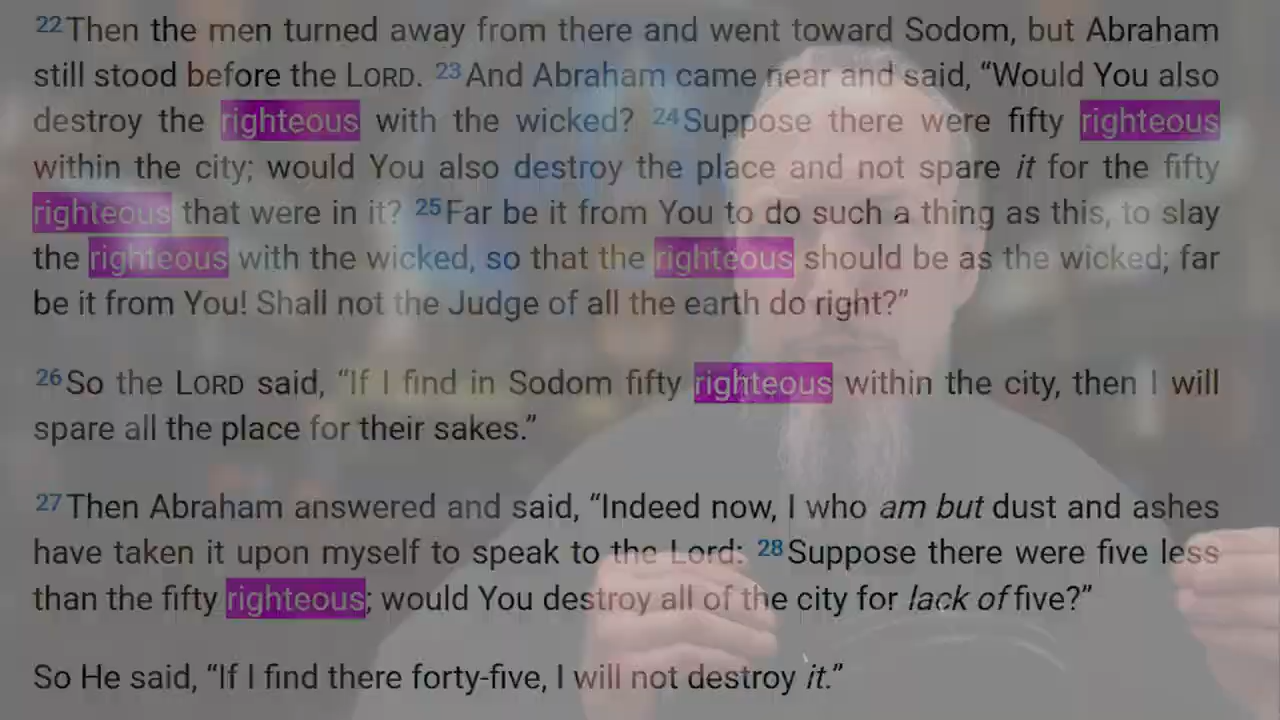 22Then the men turned away from there and went toward Sodom, but Abraham
still stood before the LORD. 23And Abraham came near and said, “Would You also
destroy the righteous with the wicked? 24Suppose there were fifty righteous
within the city; would You also destroy the place and not spare it for the fifty
righteous that were in it? 25Far be it from You to do such a thing as this, to slay
the righteous with the wicked, so that the righteous should be as the wicked; far
be it from You! Shall not the Judge of all the earth do right?”
26So the LORD said, “If I find in Sodom fifty righteous within the city, then I will
spare all the place for their sakes.”
27Then Abraham answered and said, “Indeed now, I who am but dust and ashes
have taken it upon myself to speak to the Lord: 28Suppose there were five less
than the fifty righteous; would You destroy all of the city for lack of five?”
So He said, “If I find there forty-five, I will not destroy it.”